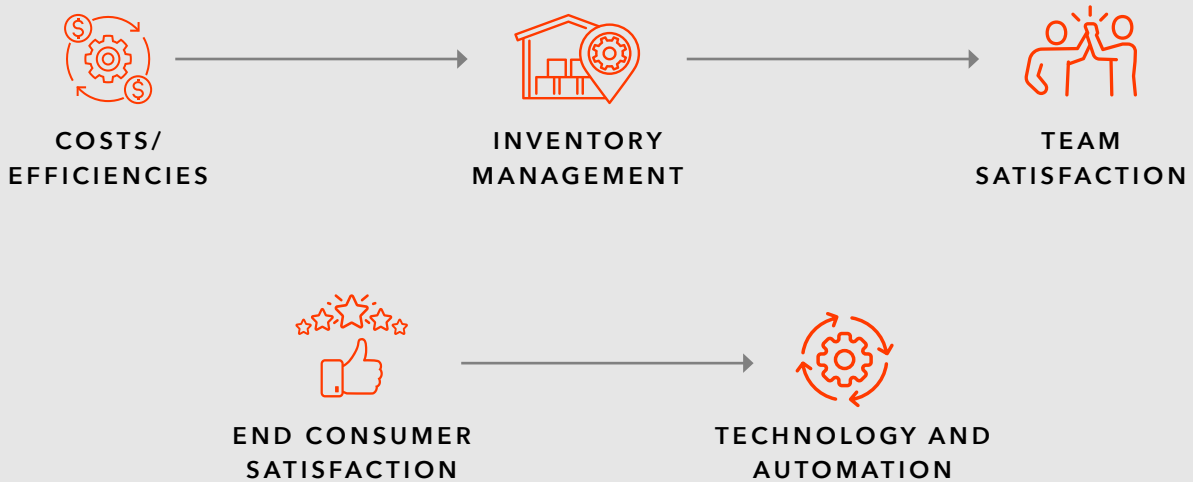 $
$
COSTS/
EFFICIENCIES
INVENTORY
MANAGEMENT
TEAM
SATISFACTION
END CONSUMER
SATISFACTION
TECHNOLOGY AND
AUTOMATION